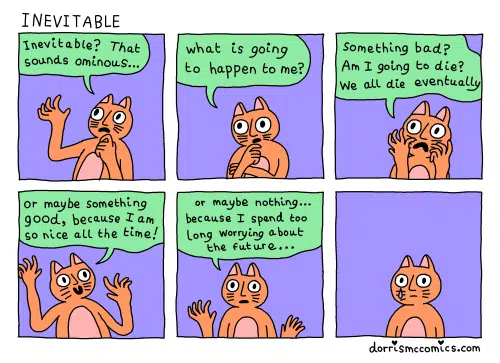 INEVITABLE
Inevitable? That
sounds ominous...
what is going
to happen to me?
Something bad?
Am I going to die?
We all die eventually
or maybe something
good, because I am
so nice all the time!
or maybe nothing...
because I spend too
long worrying about
the future...
dorrismccomics.com